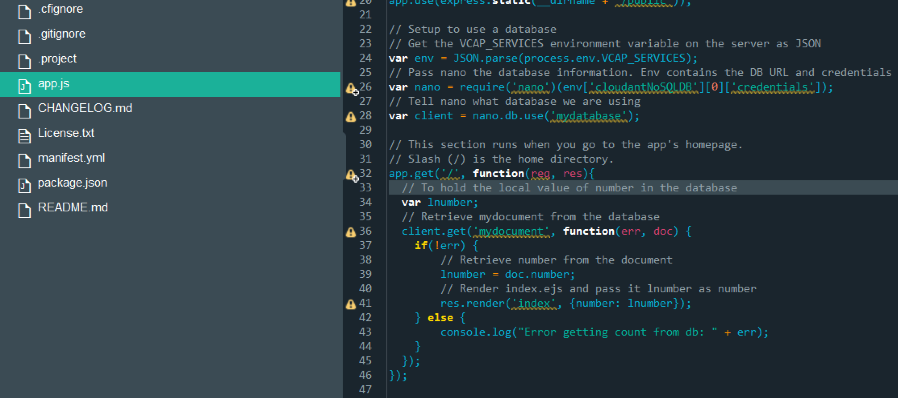 .cfignore
.gitignore
.project
app.js
CHANGELOG.md
License.txt
manifest.yml
package.json
README.md
20 app.use(express.static(__dirname + '/public'));
21
22 // Setup to use a database
23 // Get the VCAP_SERVICES environment variable on the server as JSON
24 var env = JSON.parse(process.env.VCAP_SERVICES);
25 // Pass nano the database information. Env contains the DB URL and credentials
26 var nano = require('nano')(env['cloudantNoSQLDB'][0]['credentials']);
27 // Tell nano what database we are using
28 var client = nano.db.use('mydatabase');
29
30 // This section runs when you go to the app's homepage.
31 // Slash (/) is the home directory.
32 app.get('/', function(req, res){
33 // To hold the local value of number in the database
34 var lnumber;
35 // Retrieve mydocument from the database
36 client.get('mydocument', function(err, doc) {
37 if(!err) {
38 // Retrieve number from the document
39 lnumber = doc.number;
40 // Render index.ejs and pass it lnumber as number
41 res.render('index', {number: lnumber});
42 } else {
43 console.log("Error getting count from db: " + err);
44 }
45 });
46 });
47